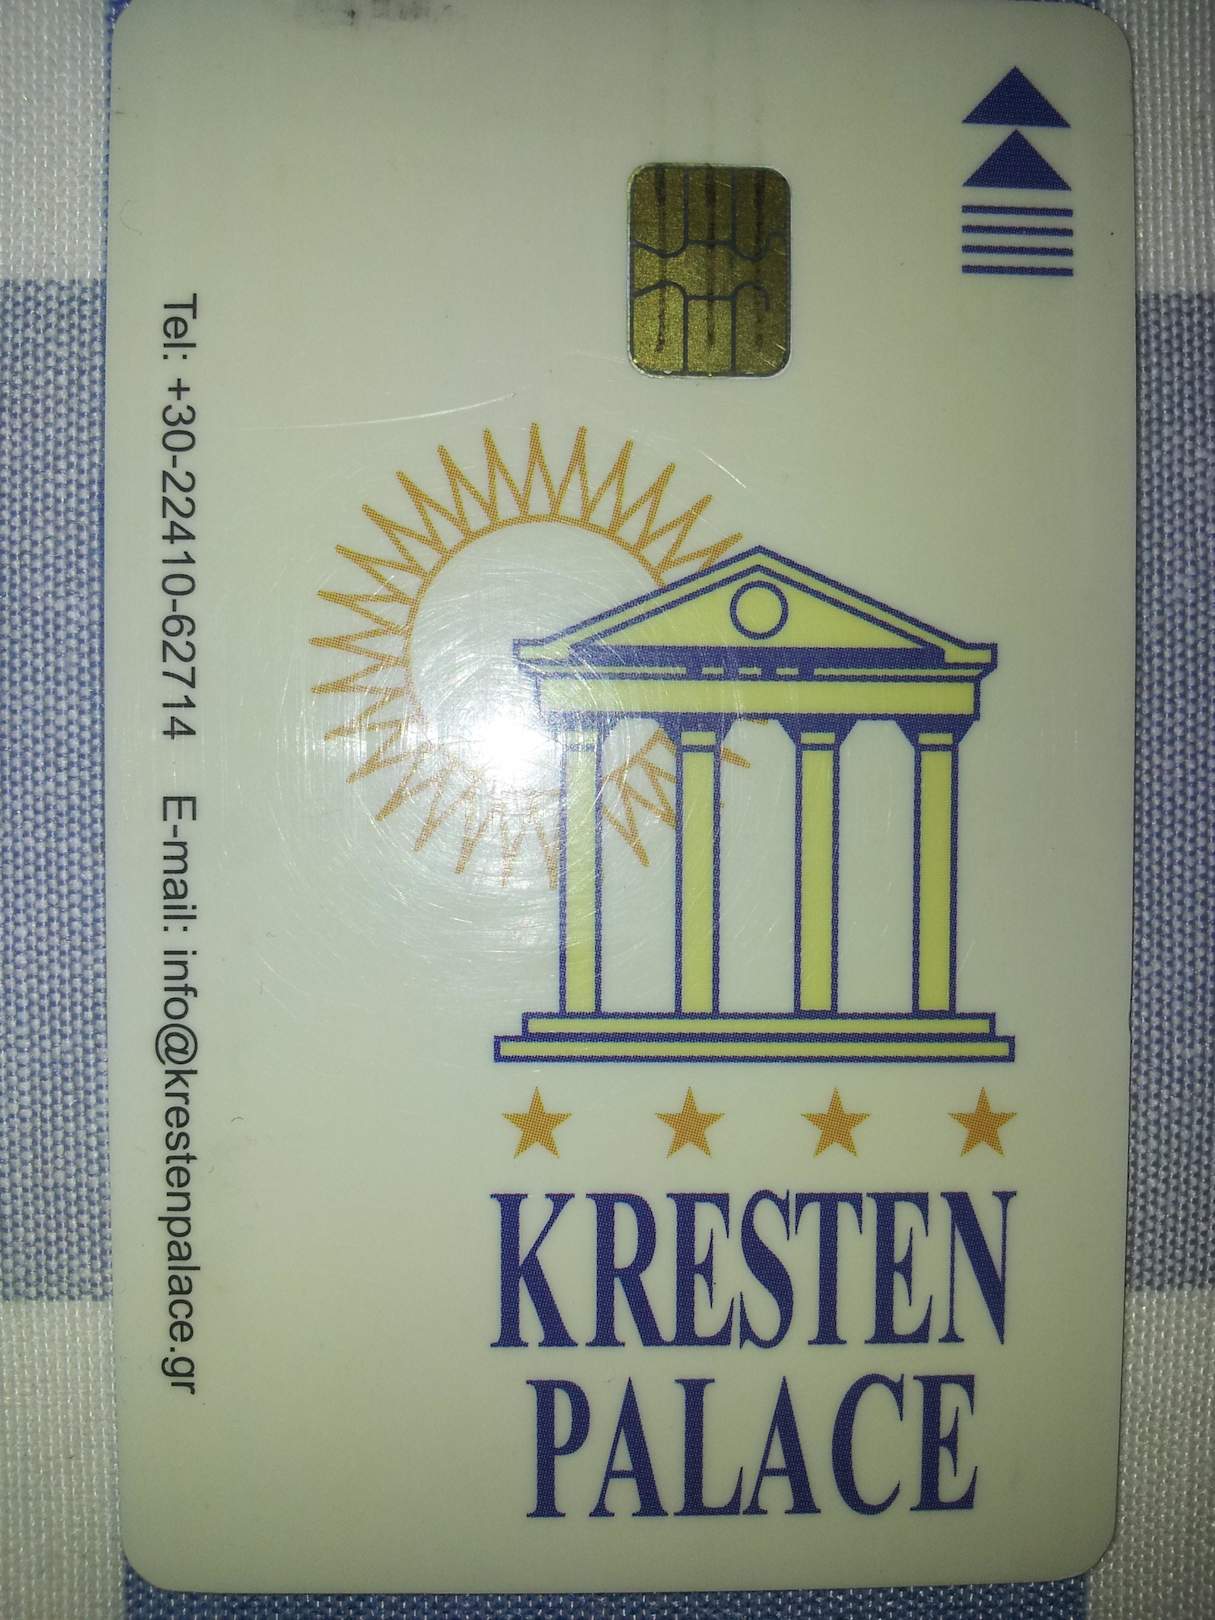 KRESTEN
PALACE
Tel: +30-22410-62714 E-mail: info@krestenpalace.gr